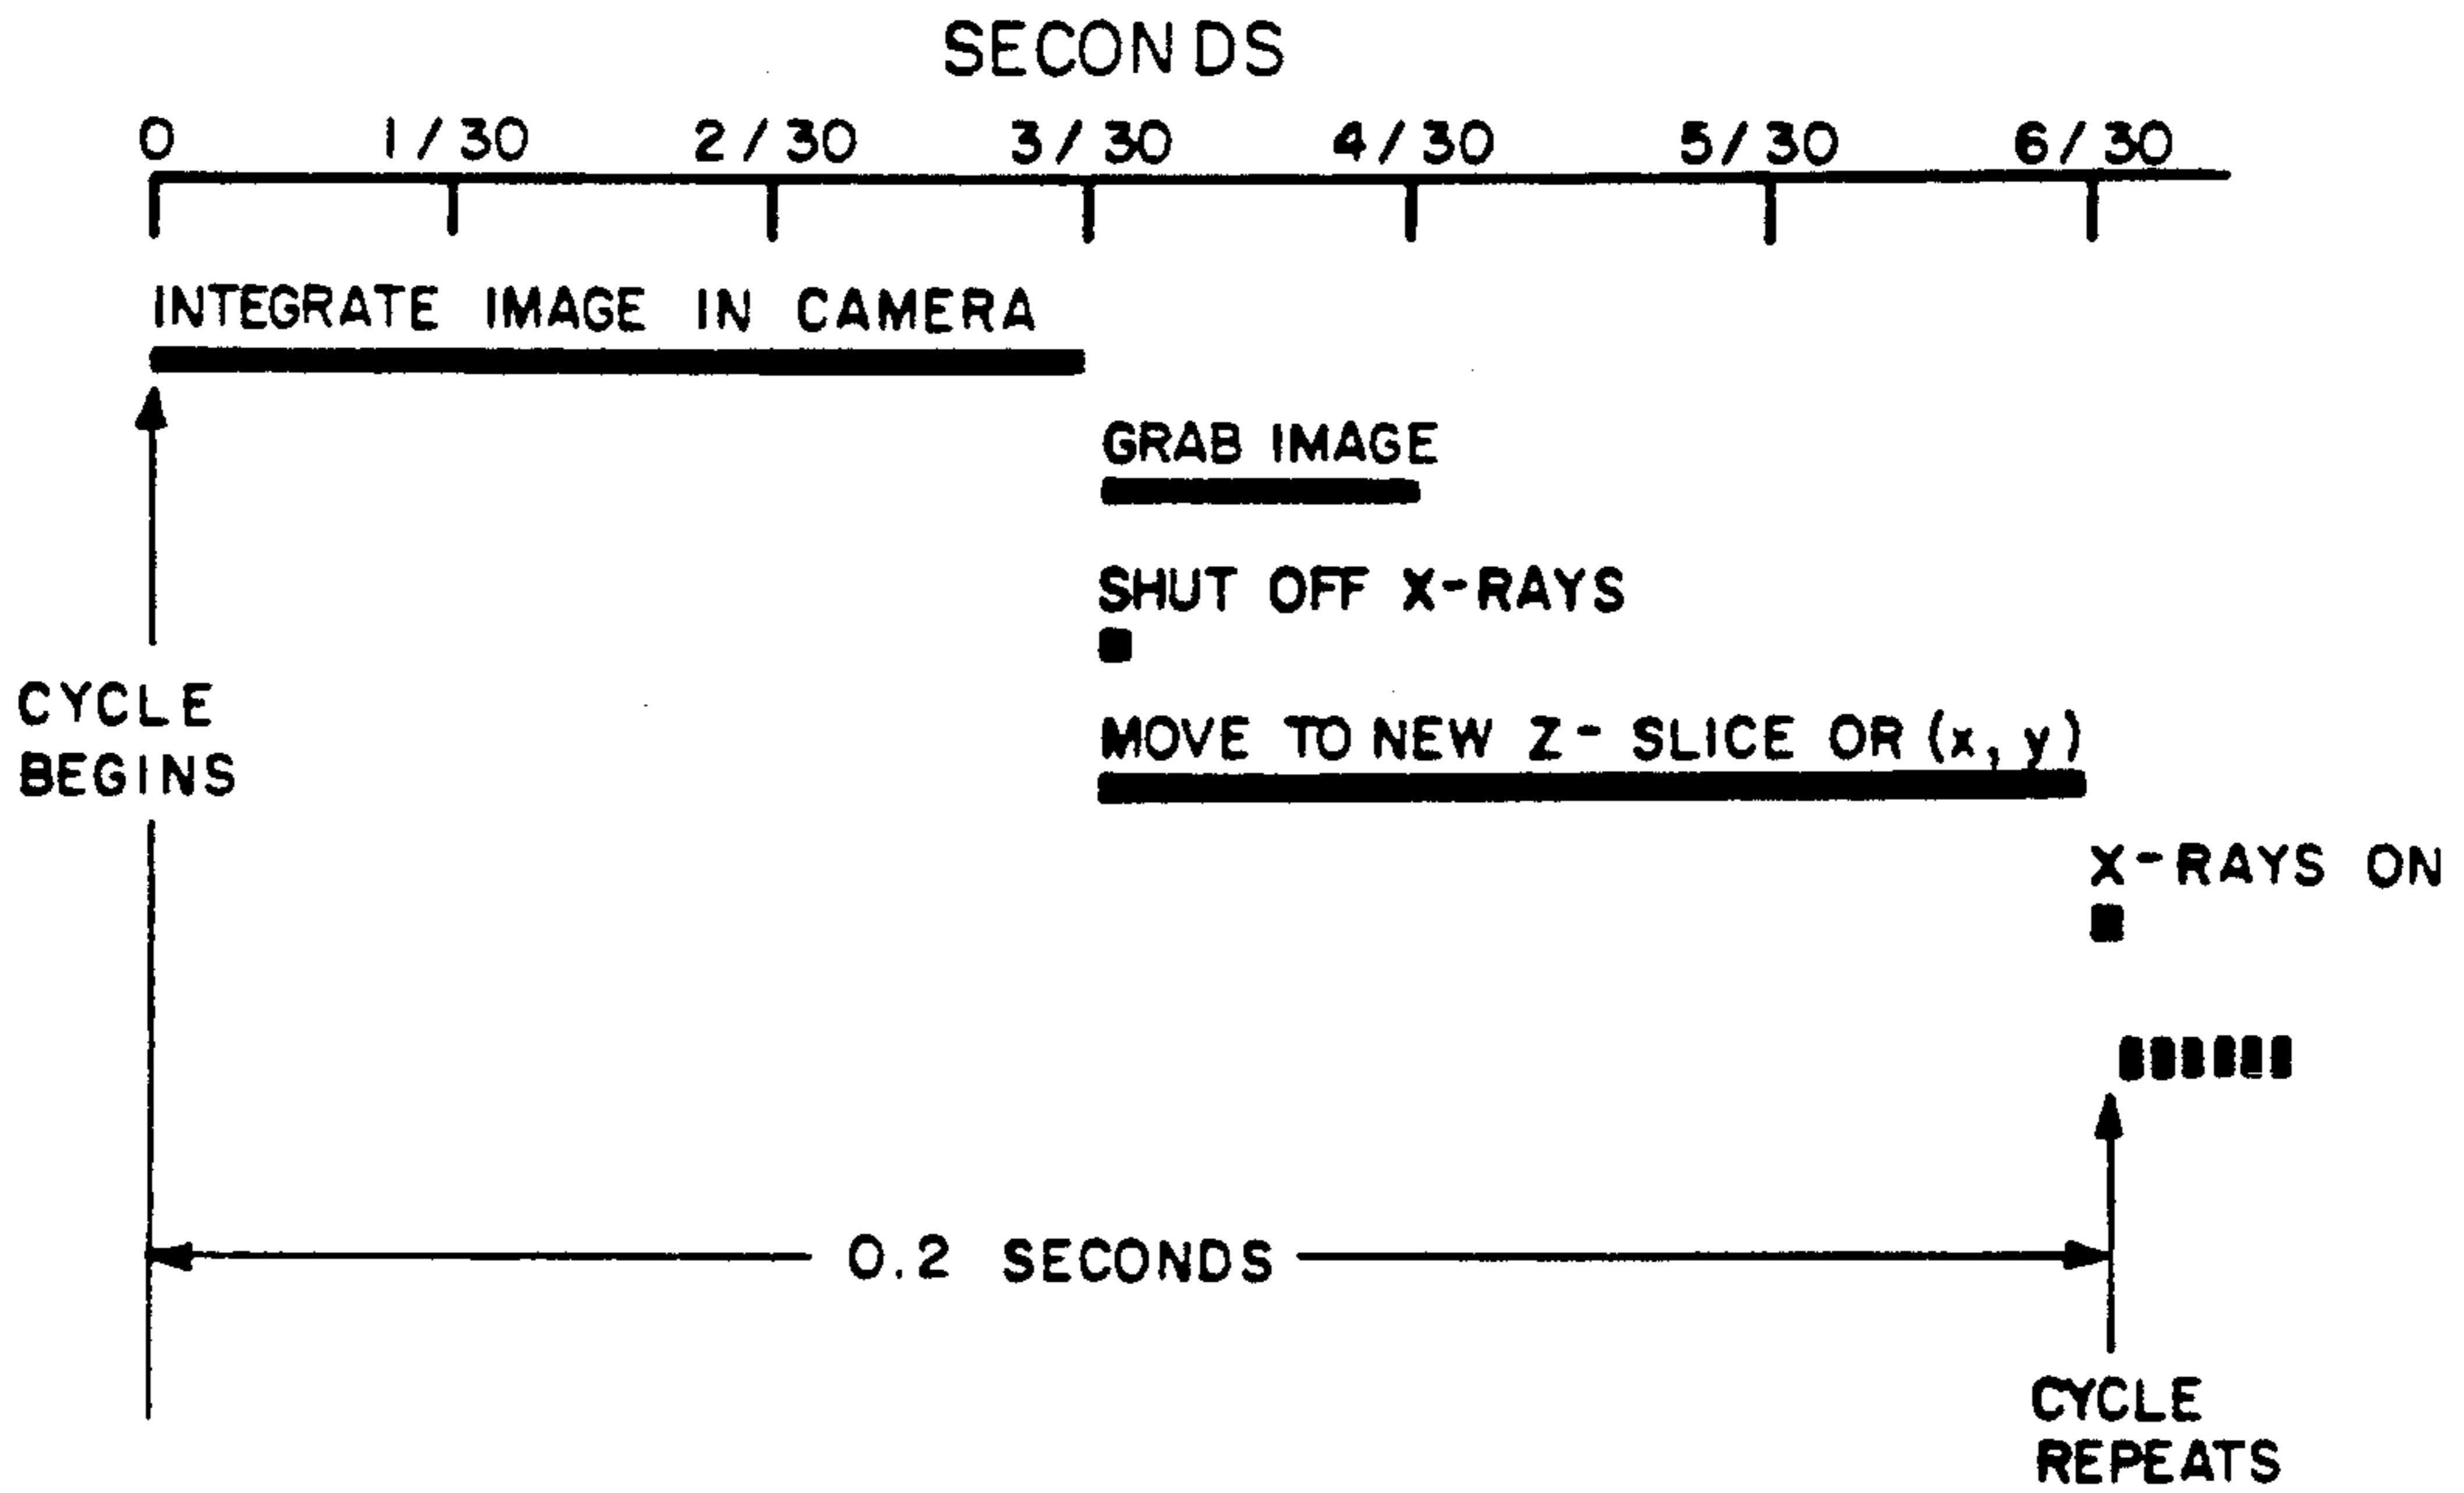 SECONDS
0 1/30 2/30 3/30 4/30 5/30 6/30
INTEGRATE IMAGE IN CAMERA
GRAB IMAGE
SHUT OFF X-RAYS
CYCLE
BEGINS
MOVE TO NEW Z- SLICE OR (x, y)
X-RAYS ON
0.2 SECONDS
CYCLE
REPEATS